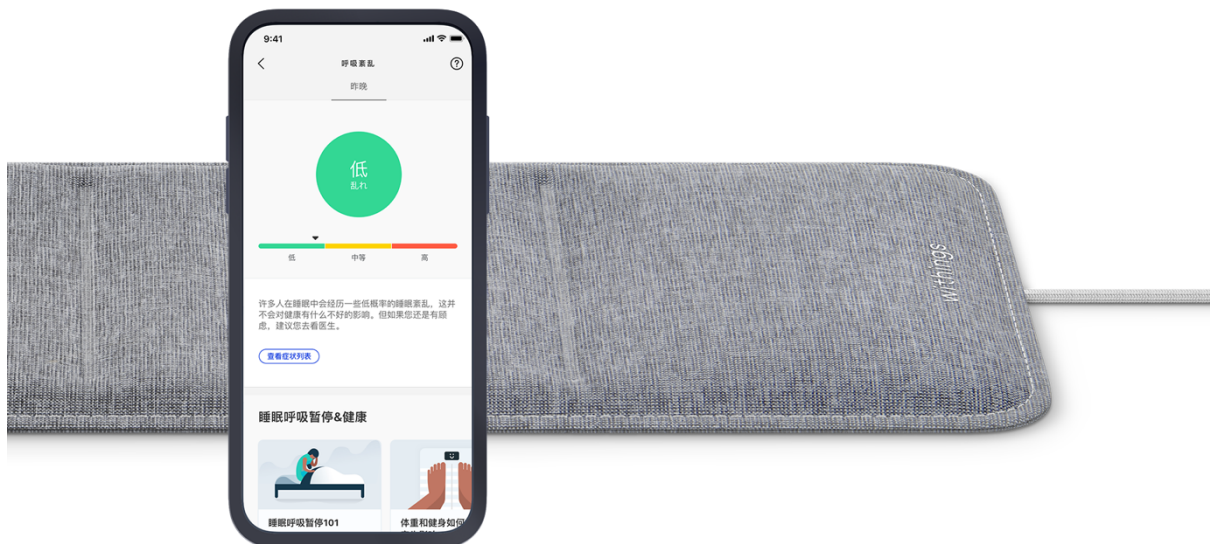 9:41
呼吸紊乱
昨晚
低
乱れ
低 中等 高
许多人在睡眠中会经历一些低概率的睡眠紊乱，这并
不会对健康有什么不好的影响。但如果您还是有顾
虑，建议您去看医生。
查看症状列表
睡眠呼吸暂停&健康
睡眠呼吸暂停101
体重和健身如何
withings